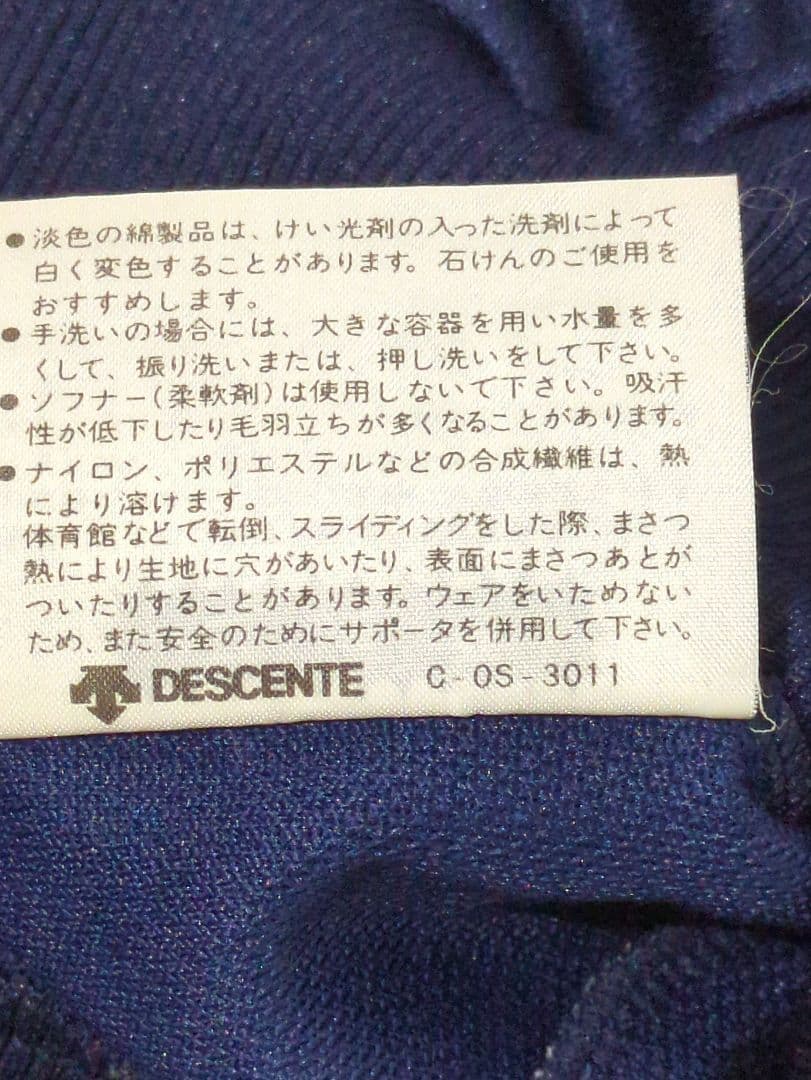 ●淡色の綿製品は、けい光剤の入った洗剤によって
白く変色することがあります。石けんのご使用を
おすすめします。
●手洗いの場合には、大きな容器を用い水量を多
くして、振り洗いまたは、押し洗いをして下さい。
●ソフナー(柔軟剤)は使用しないで下さい。吸汗
性が低下したり毛羽立ちが多くなることがあります。
●ナイロン、ポリエステルなどの合成繊維は、熱
により溶けます。
体育館などで転倒、スライディングをした際、まさつ
熱により生地に穴があいたり、表面にまさつあとが
ついたりすることがあります。ウェアをいためない
ため、また安全のためにサポータを併用して下さい。
DESCENTE C-OS-3011